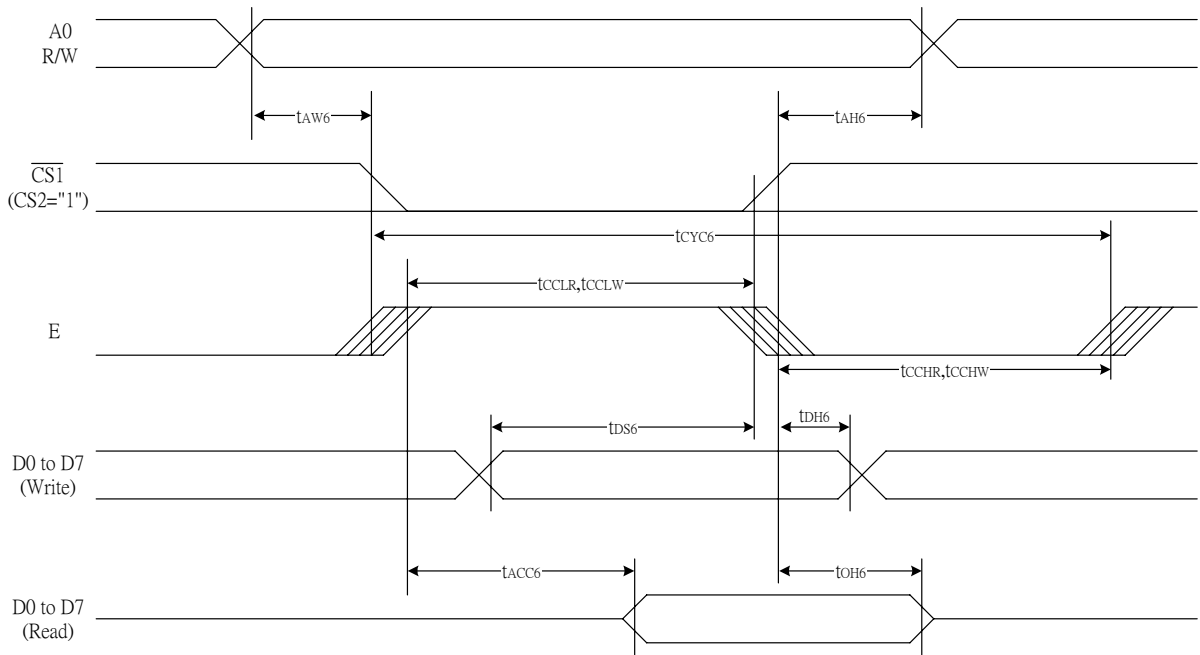 A0
R/W
tAW6
tAH6
CS1
(CS2="1")
tCYC6
tCCLR,tCCLW
E
tCCHR,tCCHW
tDS6
tDH6
D0 to D7
(Write)
tACC6
tOH6
D0 to D7
(Read)